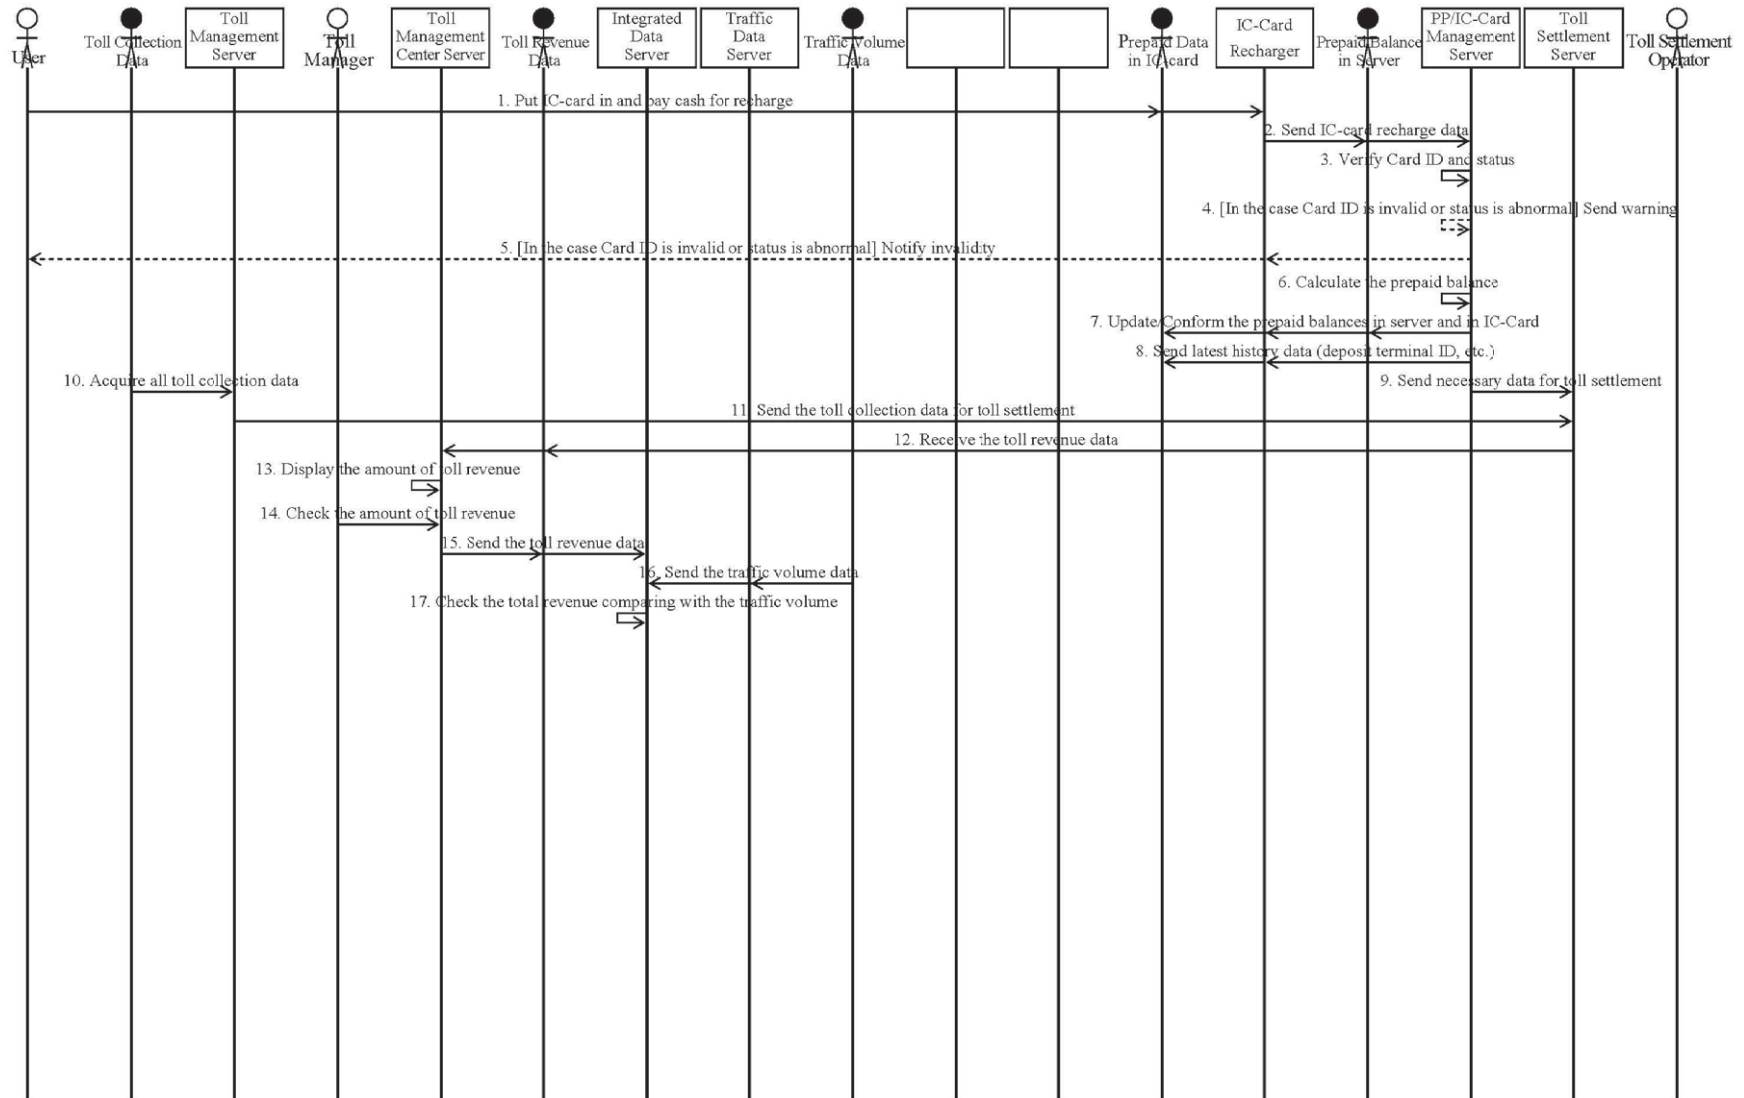 User
Toll Collection
Data
Toll
Management
Server
Toll
Manager
Toll
Management
Center Server
Toll Revenue
Data
Integrated
Data
Server
Traffic
Data
Server
Traffic Volume
Data
Prepaid Data
in IC-card
IC-Card
Recharger
Prepaid Balance
in Server
PP/IC-Card
Management
Server
Toll
Settlement
Server
Toll Settlement
Operator
1. Put IC-card in and pay cash for recharge
2. Send IC-card recharge data
3. Verify Card ID and status
4. [In the case Card ID is invalid or status is abnormal] Send warning
5. [In the case Card ID is invalid or status is abnormal] Notify invalidity
6. Calculate the prepaid balance
7. Update/Conform the prepaid balances in server and in IC-Card
8. Send latest history data (deposit terminal ID, etc.)
9. Send necessary data for toll settlement
10. Acquire all toll collection data
11. Send the toll collection data for toll settlement
12. Receive the toll revenue data
13. Display the amount of toll revenue
14. Check the amount of toll revenue
15. Send the toll revenue data
16. Send the traffic volume data
17. Check the total revenue comparing with the traffic volume